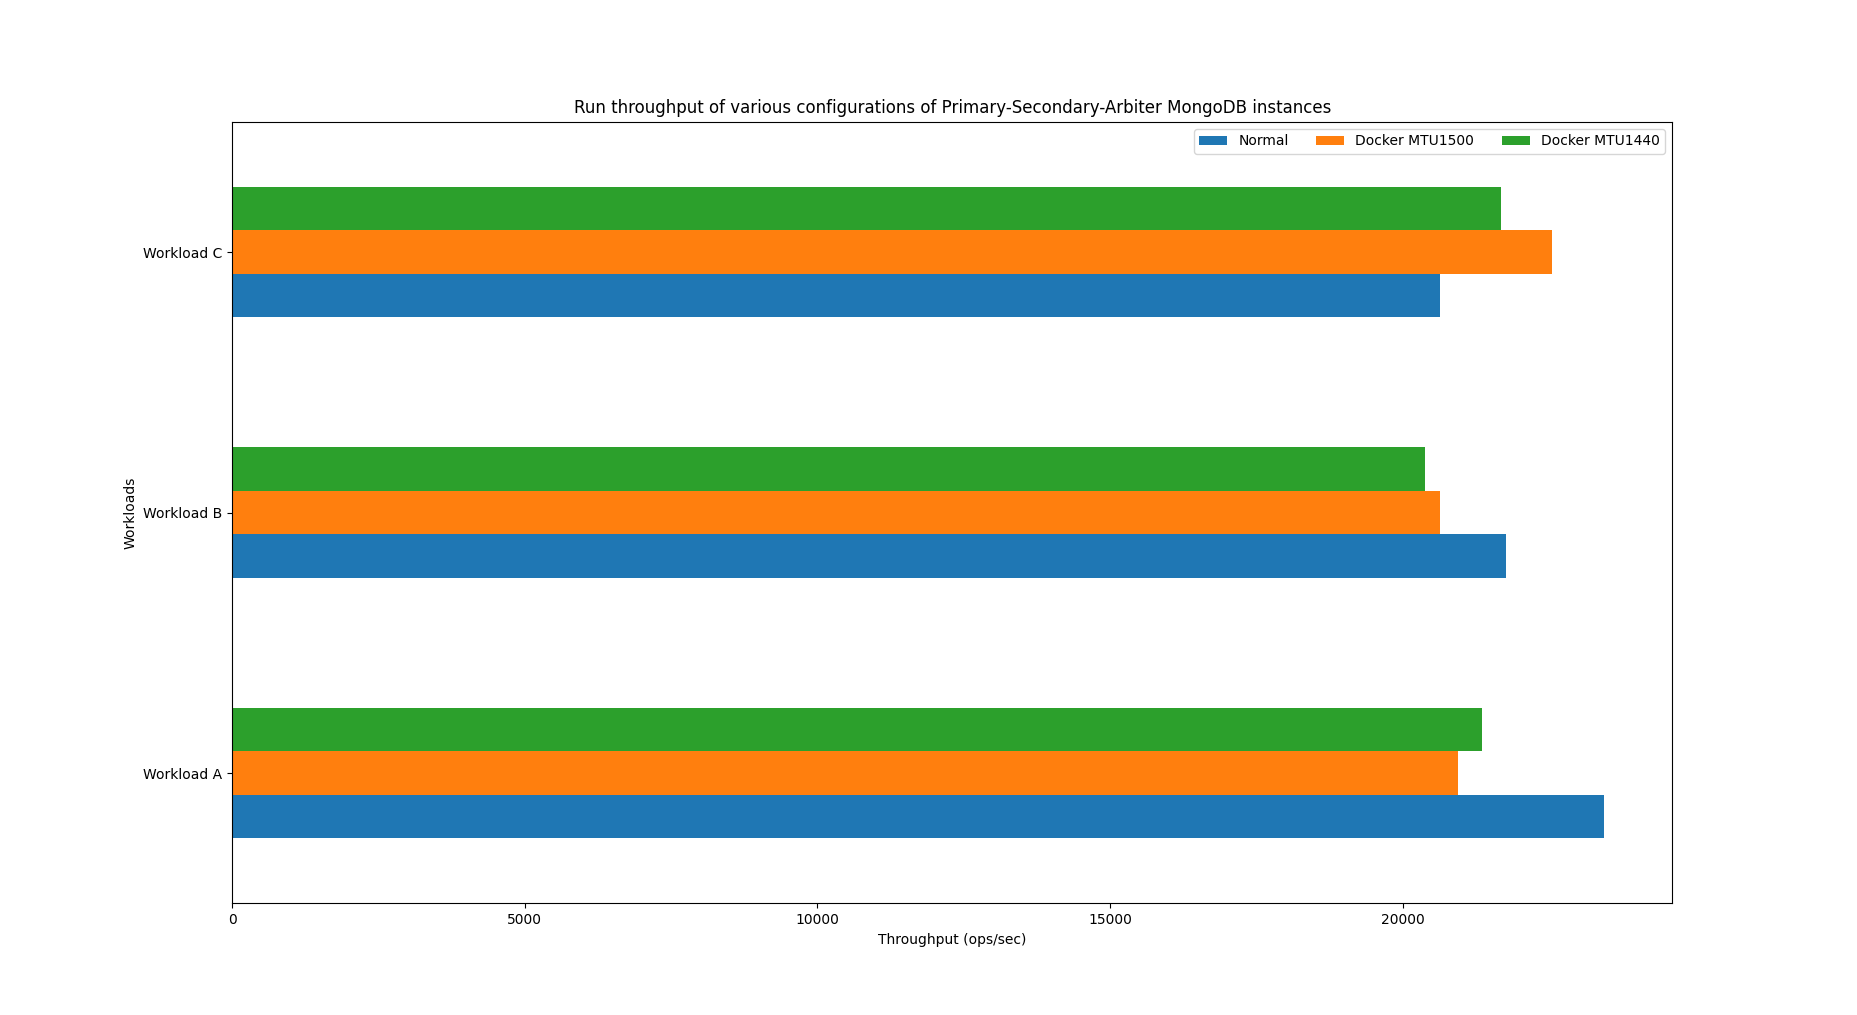 Run throughput of various configurations of Primary-Secondary-Arbiter MongoDB instances
Normal Docker MTU1500 Docker MTU1440
Workload C
Workload B
Workload A
Workloads
0 5000 10000 15000 20000
Throughput (ops/sec)